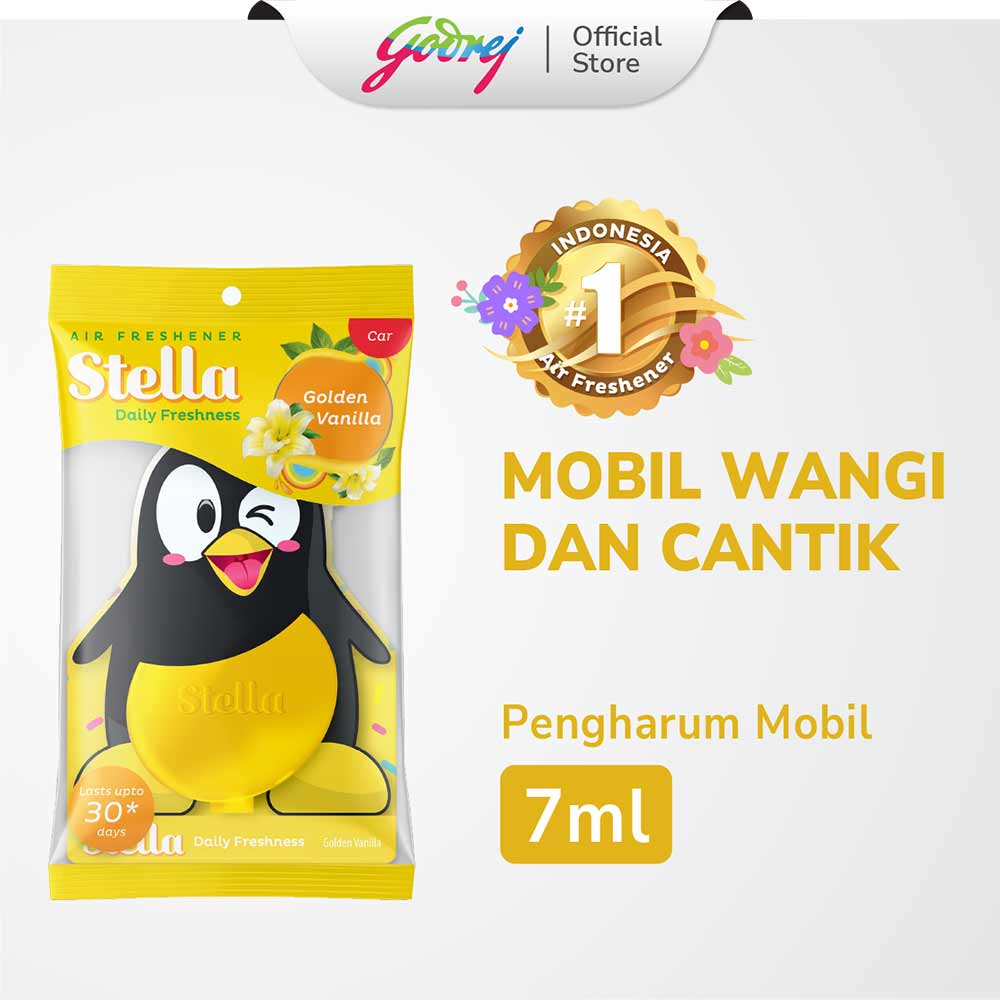 Godrej
Official
Store
INDONESIA
#1
Air Freshener
AIR FRESHENER
Stella
Daily Freshness
Car
Golden
Vanilla
Stella
Lasts upto
30*
days
Stella Daily Freshness Golden Vanilla
MOBIL WANGI
DAN CANTIK
Pengharum Mobil
7ml